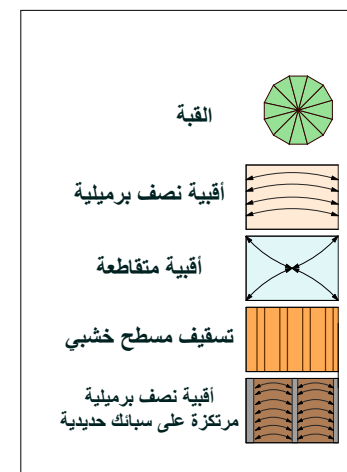 القبة
أقبية نصف برميلية
أقبية متقاطعة
تسقيف مسطح خشبي
أقبية نصف برميلية
مرتكزة على سبائك حديدية